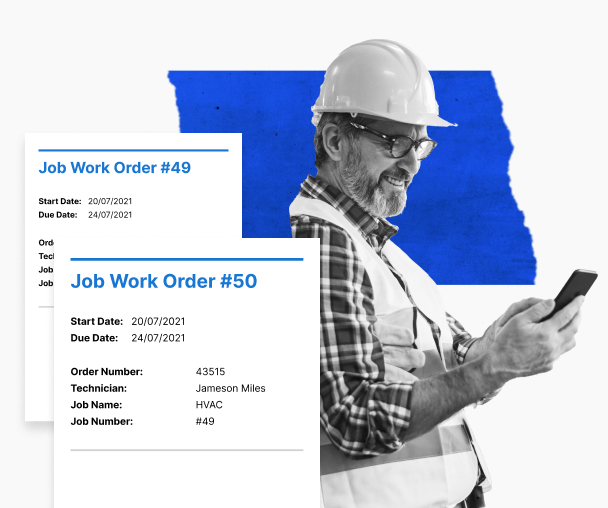 Job Work Order #49
Start Date: 20/07/2021
Due Date: 24/07/2021
Job
Job
Job Work Order #50
Start Date: 20/07/2021
Due Date: 24/07/2021
Order Number: 43515
Technician: Jameson Miles
Job Name: HVAC
Job Number: #49